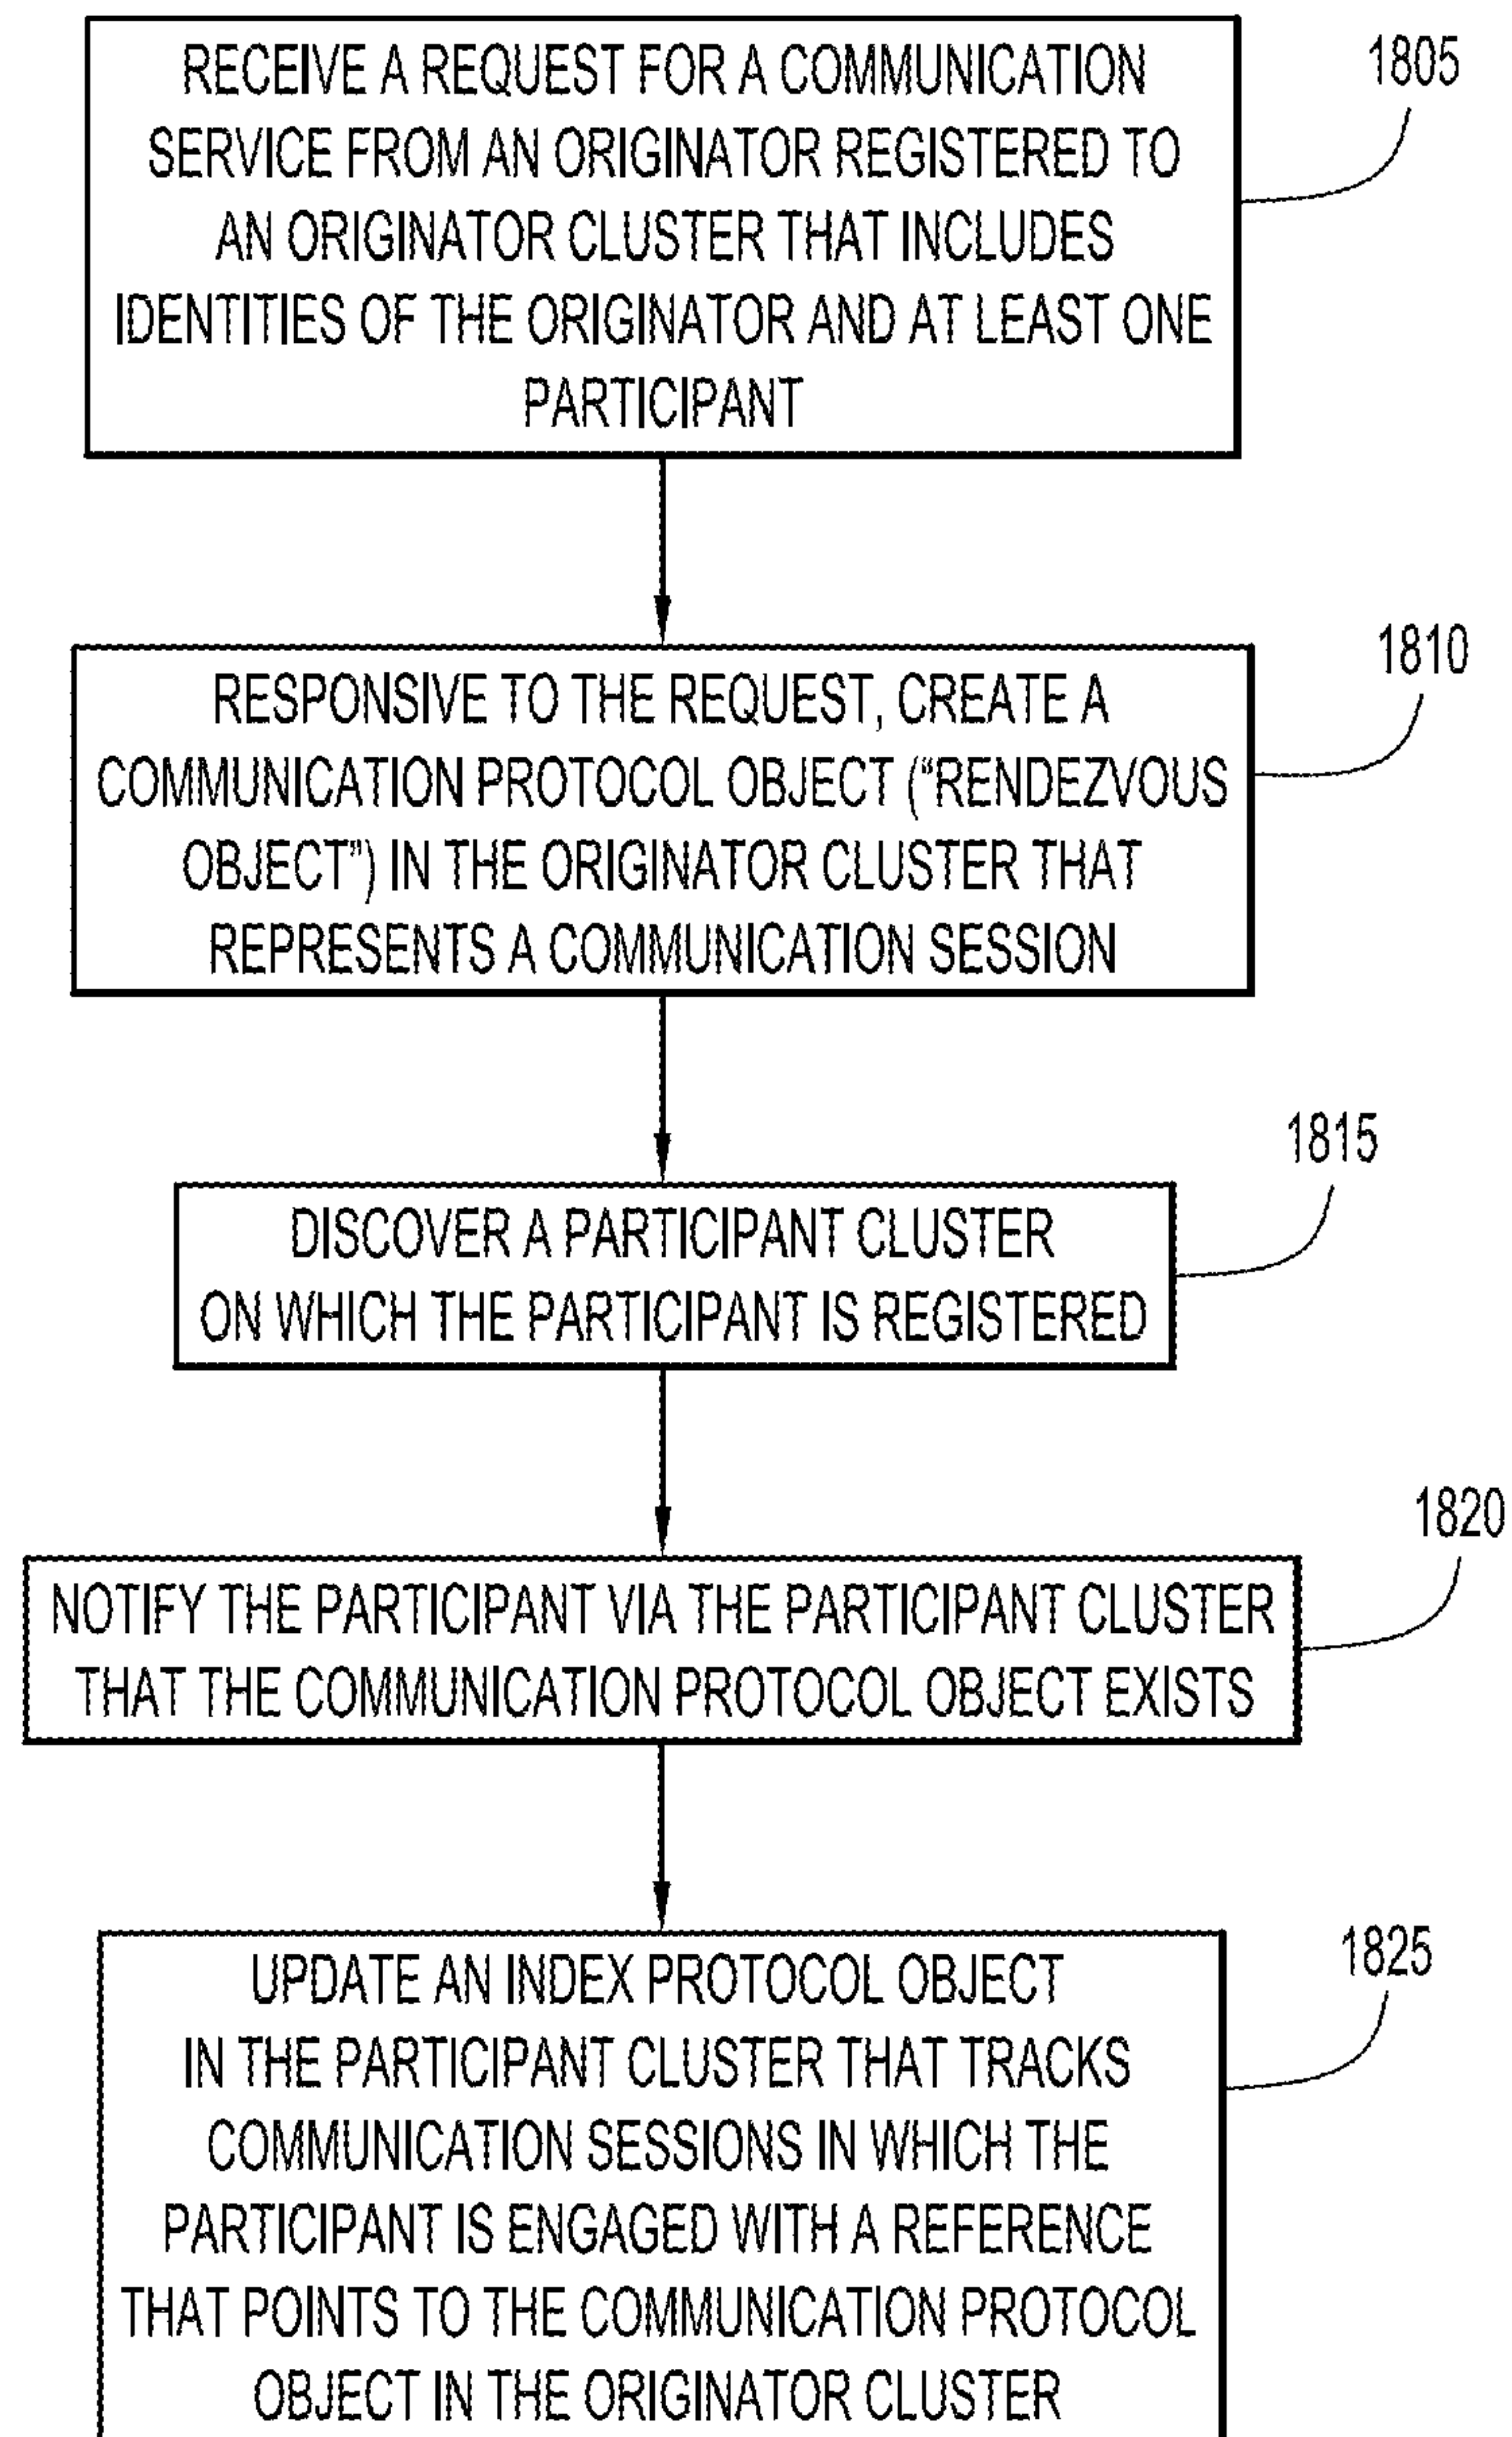 RECEIVE A REQUEST FOR A COMMUNICATION
SERVICE FROM AN ORIGINATOR REGISTERED TO
AN ORIGINATOR CLUSTER THAT INCLUDES
IDENTITIES OF THE ORIGINATOR AND AT LEAST ONE
PARTICIPANT
1805
RESPONSIVE TO THE REQUEST, CREATE A
COMMUNICATION PROTOCOL OBJECT (“RENDEZVOUS
OBJECT”) IN THE ORIGINATOR CLUSTER THAT
REPRESENTS A COMMUNICATION SESSION
1810
DISCOVER A PARTICIPANT CLUSTER
ON WHICH THE PARTICIPANT IS REGISTERED
1815
NOTIFY THE PARTICIPANT VIA THE PARTICIPANT CLUSTER
THAT THE COMMUNICATION PROTOCOL OBJECT EXISTS
1820
UPDATE AN INDEX PROTOCOL OBJECT
IN THE PARTICIPANT CLUSTER THAT TRACKS
COMMUNICATION SESSIONS IN WHICH THE
PARTICIPANT IS ENGAGED WITH A REFERENCE
THAT POINTS TO THE COMMUNICATION PROTOCOL
OBJECT IN THE ORIGINATOR CLUSTER
1825